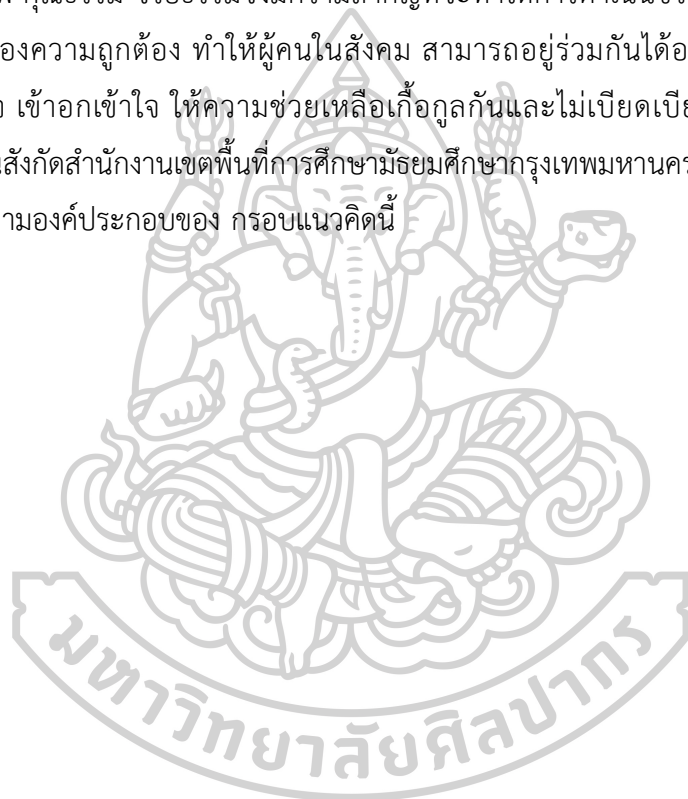 องความถูกต้อง ทำให้ผู้คนในสังคม สามารถอยู่ร่วมกันได้อ
เข้าอกเข้าใจ ให้ความช่วยเหลือเกื้อกูลกันและไม่เบียดเบีย
สังกัดสำนักงานเขตพื้นที่การศึกษามัธยมศึกษากรุงเทพมหานคร
ามองค์ประกอบของ กรอบแนวคิดนี้
มหาวิทยาลัยศิลปากร